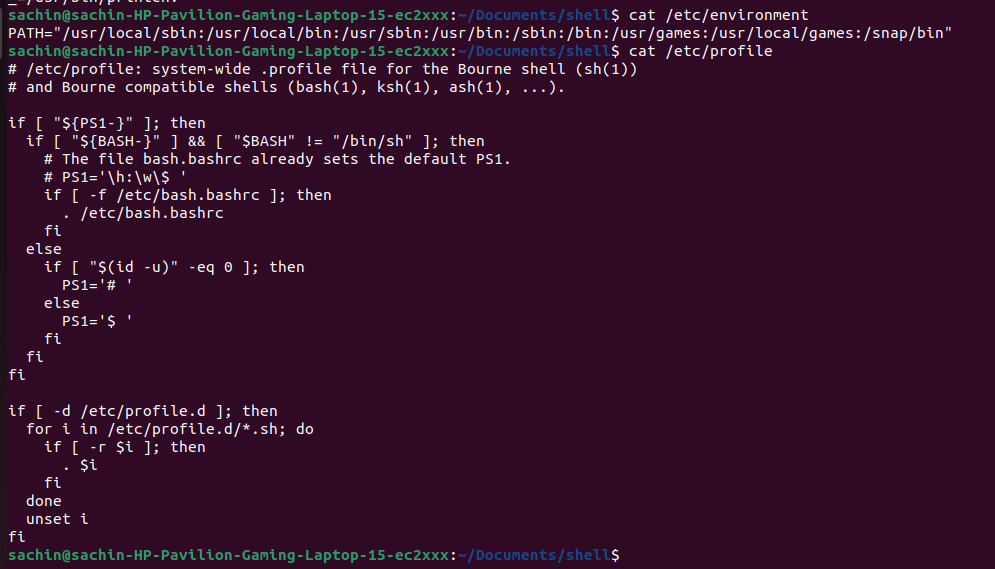 _=/usr/bin/printenv
sachin@sachin-HP-Pavilion-Gaming-Laptop-15-ec2xxx:~/Documents/shell$ cat /etc/environment
PATH="/usr/local/sbin:/usr/local/bin:/usr/sbin:/usr/bin:/sbin:/bin:/usr/games:/usr/local/games:/snap/bin"
sachin@sachin-HP-Pavilion-Gaming-Laptop-15-ec2xxx:~/Documents/shell$ cat /etc/profile
# /etc/profile: system-wide .profile file for the Bourne shell (sh(1))
# and Bourne compatible shells (bash(1), ksh(1), ash(1), ...).

if [ "${PS1-}" ]; then
  if [ "${BASH-}" ] && [ "$BASH" != "/bin/sh" ]; then
    # The file bash.bashrc already sets the default PS1.
    # PS1='\h:\w\$ '
    if [ -f /etc/bash.bashrc ]; then
      . /etc/bash.bashrc
    fi
  else
    if [ "$(id -u)" -eq 0 ]; then
      PS1='# '
    else
      PS1='$ '
    fi
  fi
fi

if [ -d /etc/profile.d ]; then
  for i in /etc/profile.d/*.sh; do
    if [ -r $i ]; then
      . $i
    fi
  done
  unset i
fi
sachin@sachin-HP-Pavilion-Gaming-Laptop-15-ec2xxx:~/Documents/shell$